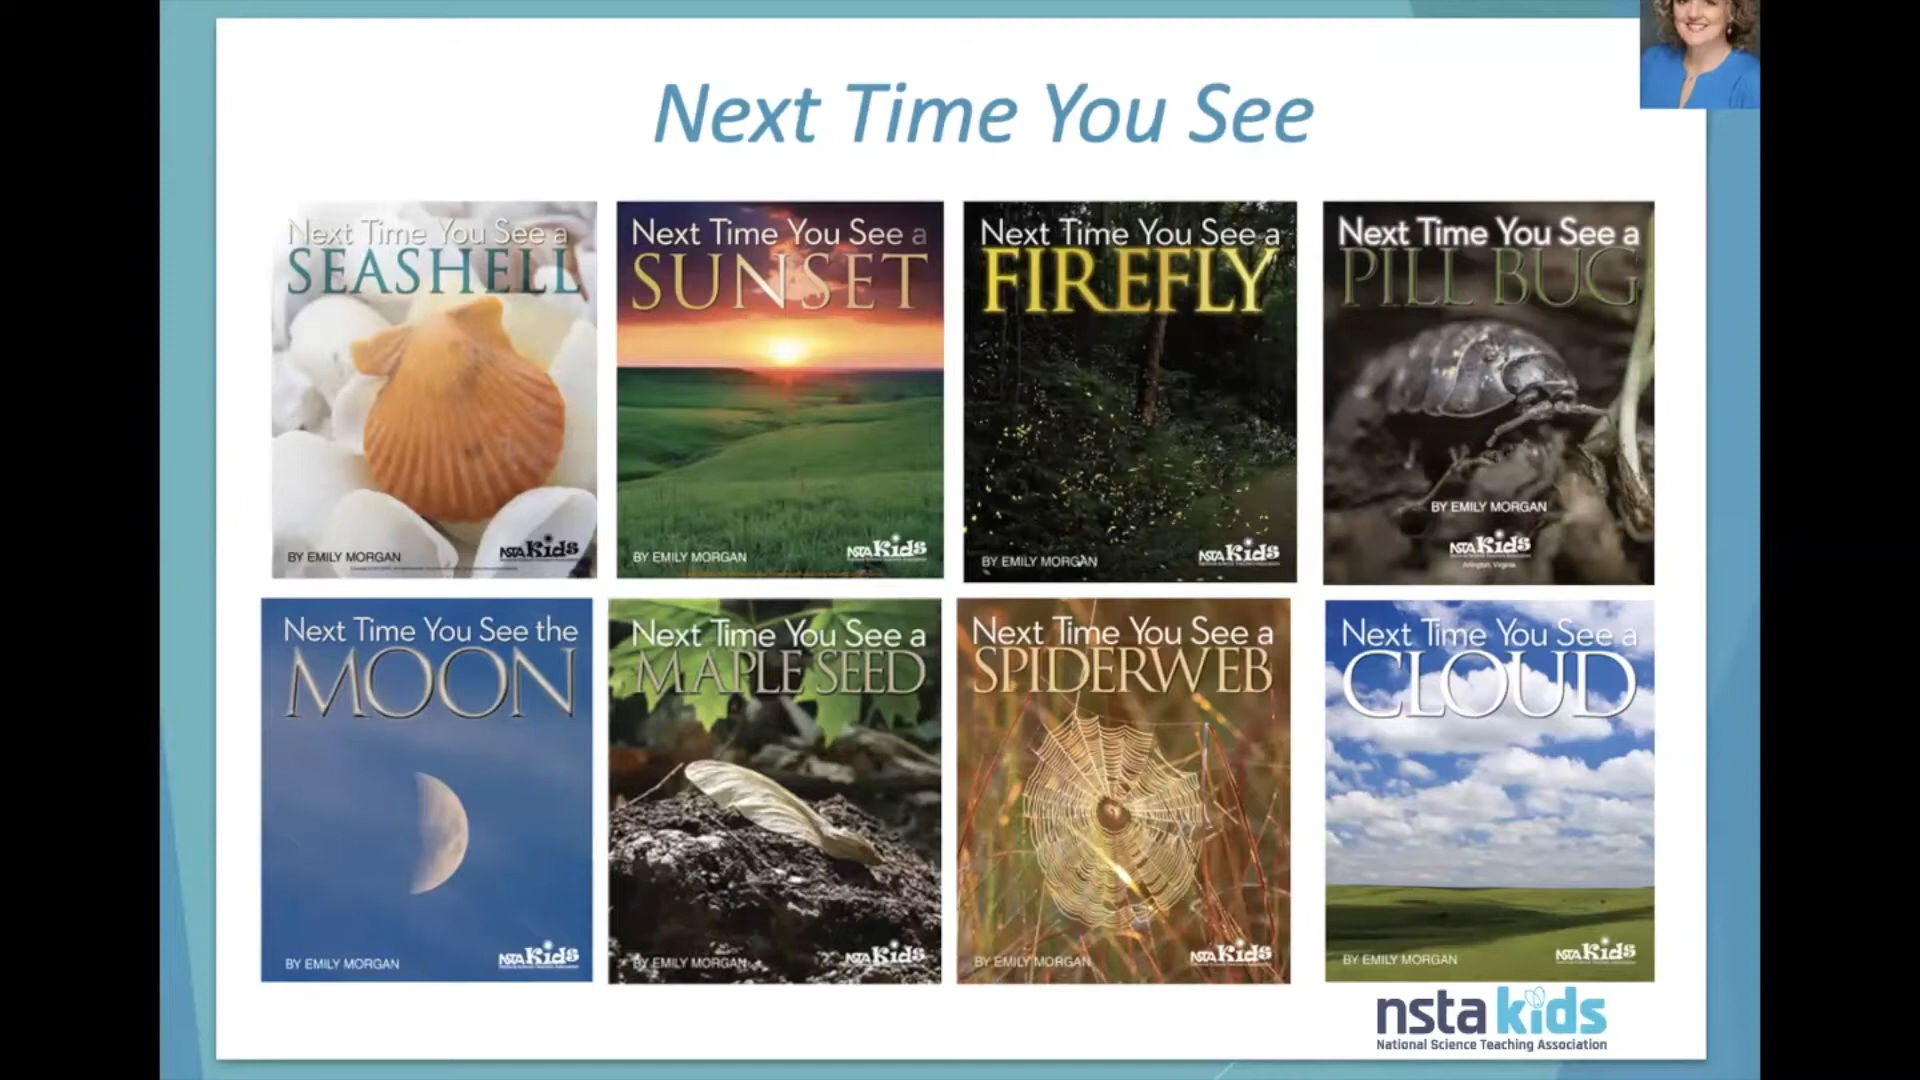 Next Time You See
Next Time You See a
SEASHELL
BY EMILY MORGAN
NSTA Kids
Next Time You See a
SUNSET
BY EMILY MORGAN
NSTA Kids
Next Time You See a
FIREFLY
BY EMILY MORGAN
NSTA Kids
Next Time You See a
PILL BUG
BY EMILY MORGAN
NSTA Kids
Arlington, Virginia
Next Time You See the
MOON
BY EMILY MORGAN
NSTA Kids
Next Time You See a
MAPLE SEED
BY EMILY MORGAN
NSTA Kids
Next Time You See a
SPIDERWEB
BY EMILY MORGAN
NSTA Kids
Next Time You See a
CLOUD
BY EMILY MORGAN
NSTA Kids
nsta kids
National Science Teaching Association